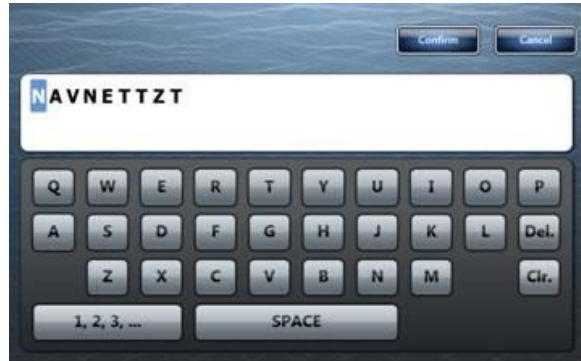 Confirm Cancel
NAVNETTZT
Q W E R T Y U I O P
A S D F G H J K L Del.
Z X C V B N M Clr.
1, 2, 3, ... SPACE